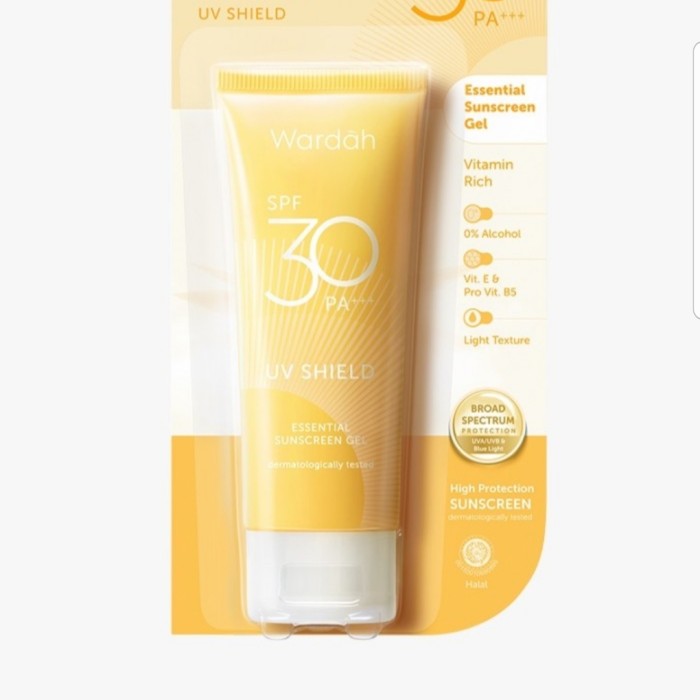 UV SHIELD
PA+++
Wardāh
SPF
30
PA+++
UV SHIELD
ESSENTIAL
SUNSCREEN GEL
dermatologically tested
Essential
Sunscreen
Gel
Vitamin
Rich
0% Alcohol
Vit. E &
Pro Vit. B5
Light Texture
BROAD
SPECTRUM
PROTECTION
UVA/UVB &
Blue Light
High Protection
SUNSCREEN
dermatologically tested
Halal